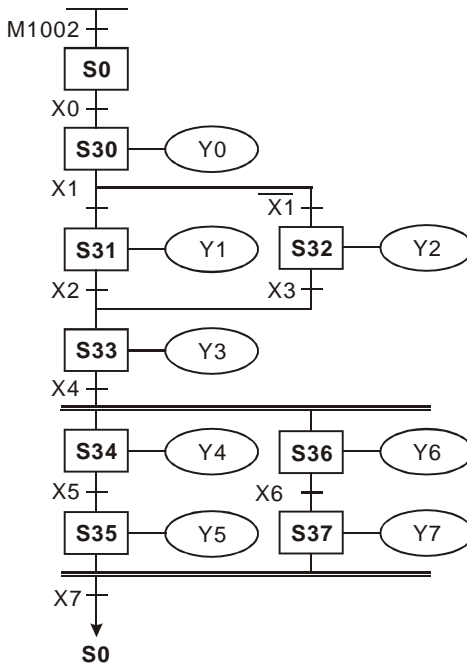 M1002
S0
X0
S30 Y0
X1 X̅1̅
S31 Y1 S32 Y2
X2 X3
S33 Y3
X4
S34 Y4 S36 Y6
X5 X6
S35 Y5 S37 Y7
X7
S0